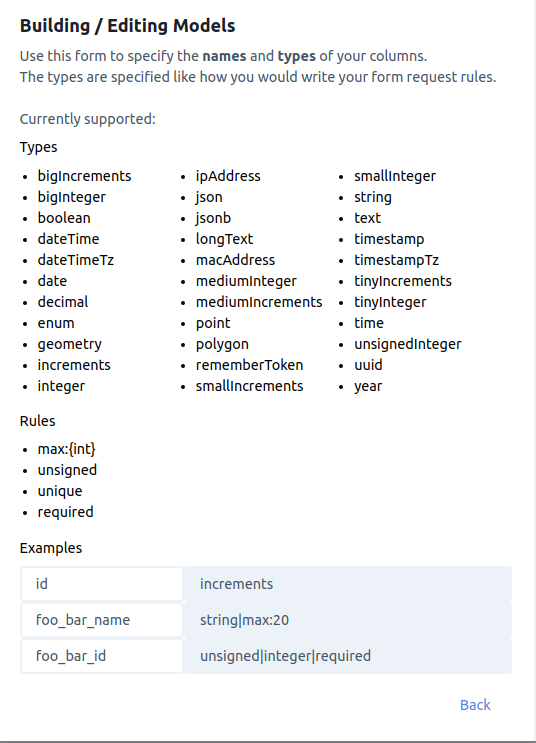 Building / Editing Models
Use this form to specify the names and types of your columns.
The types are specified like how you would write your form request rules.
Currently supported:
Types
bigIncrements
bigInteger
boolean
dateTime
dateTimeTz
date
decimal
enum
geometry
increments
integer
ipAddress
json
jsonb
longText
macAddress
mediumInteger
mediumIncrements
point
polygon
rememberToken
smallIncrements
smallInteger
string
text
timestamp
timestampTz
tinyIncrements
tinyInteger
time
unsignedInteger
uuid
year
Rules
max:{int}
unsigned
unique
required
Examples
id increments
foo_bar_name string|max:20
foo_bar_id unsigned|integer|required
Back